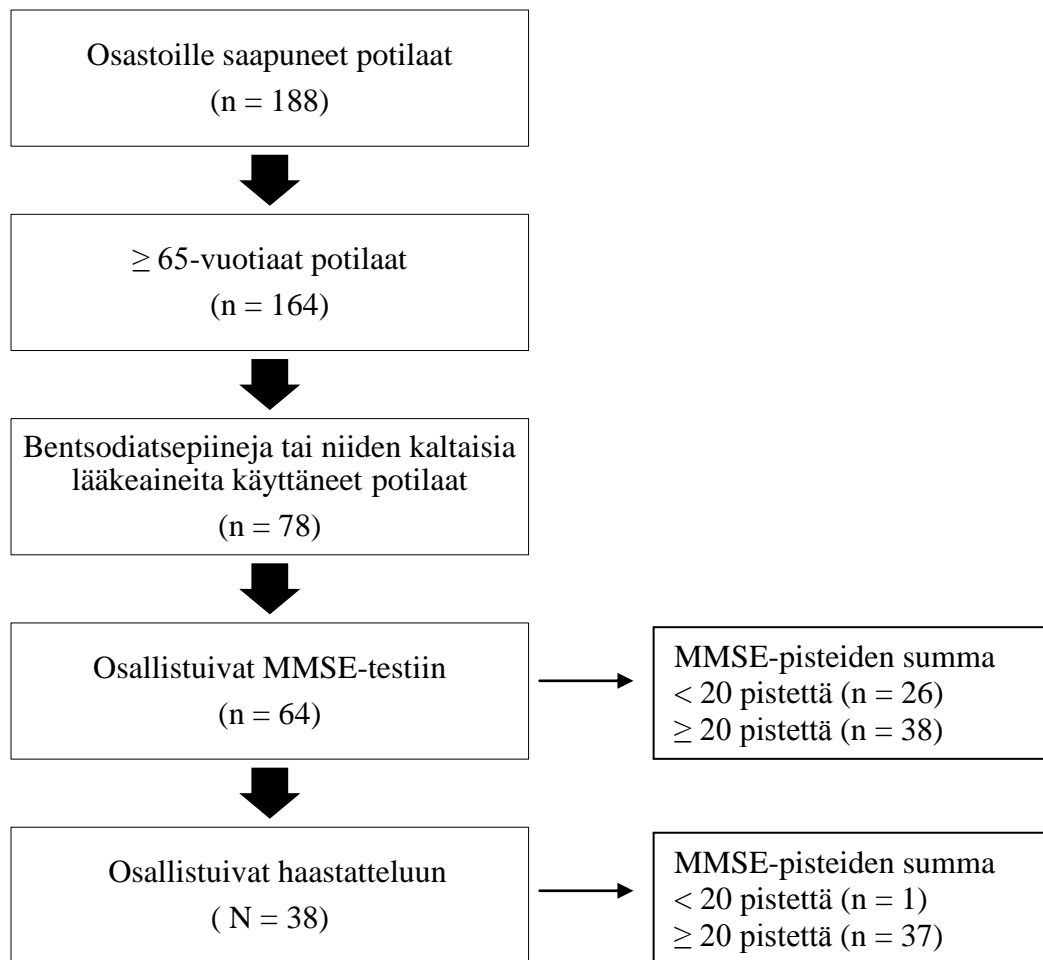 Osastoille saapuneet potilaat
(n = 188)
≥ 65-vuotiaat potilaat
(n = 164)
Bentsodiatsepiineja tai niiden kaltaisia
lääkeaineita käyttäneet potilaat
(n = 78)
Osallistuivat MMSE-testiin
(n = 64)
MMSE-pisteiden summa
< 20 pistettä (n = 26)
≥ 20 pistettä (n = 38)
Osallistuivat haastatteluun
( N = 38)
MMSE-pisteiden summa
< 20 pistettä (n = 1)
≥ 20 pistettä (n = 37)